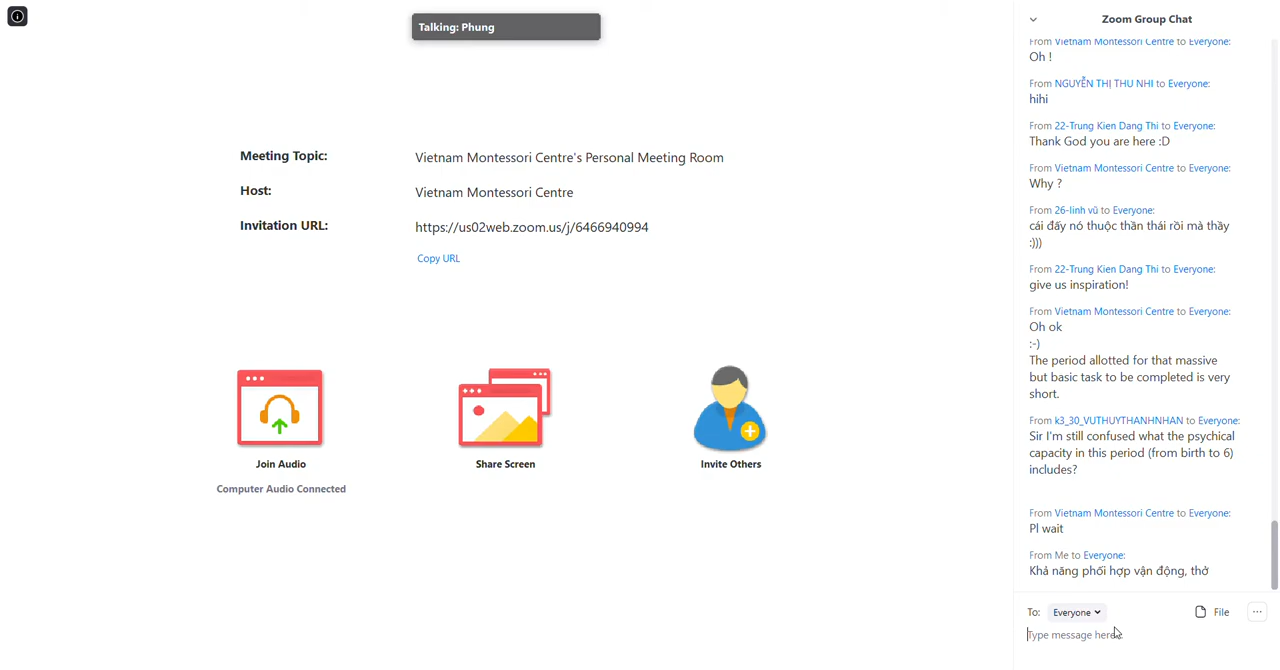 Talking: Phung
Meeting Topic:
Vietnam Montessori Centre's Personal Meeting Room
Host:
Vietnam Montessori Centre
Invitation URL:
https://us02web.zoom.us/j/6466940994
Copy URL
Join Audio
Computer Audio Connected
Share Screen
Invite Others
Zoom Group Chat
From Vietnam Montessori Centre to Everyone:
Oh !
From NGUYỄN THỊ THU NHI to Everyone:
hihi
From 22-Trung Kien Dang Thi to Everyone:
Thank God you are here :D
From Vietnam Montessori Centre to Everyone:
Why ?
From 26-linh vũ to Everyone:
cái đấy nó thuộc thần thái rồi mà thầy
:)))
From 22-Trung Kien Dang Thi to Everyone:
give us inspiration!
From Vietnam Montessori Centre to Everyone:
Oh ok
:-)
The period allotted for that massive
but basic task to be completed is very
short.
From k3_30_VUTHUYTHANHNHAN to Everyone:
Sir I'm still confused what the psychical
capacity in this period (from birth to 6)
includes?
From Vietnam Montessori Centre to Everyone:
Pl wait
From Me to Everyone:
Khả năng phối hợp vận động, thở
To: Everyone
File
Type message here...